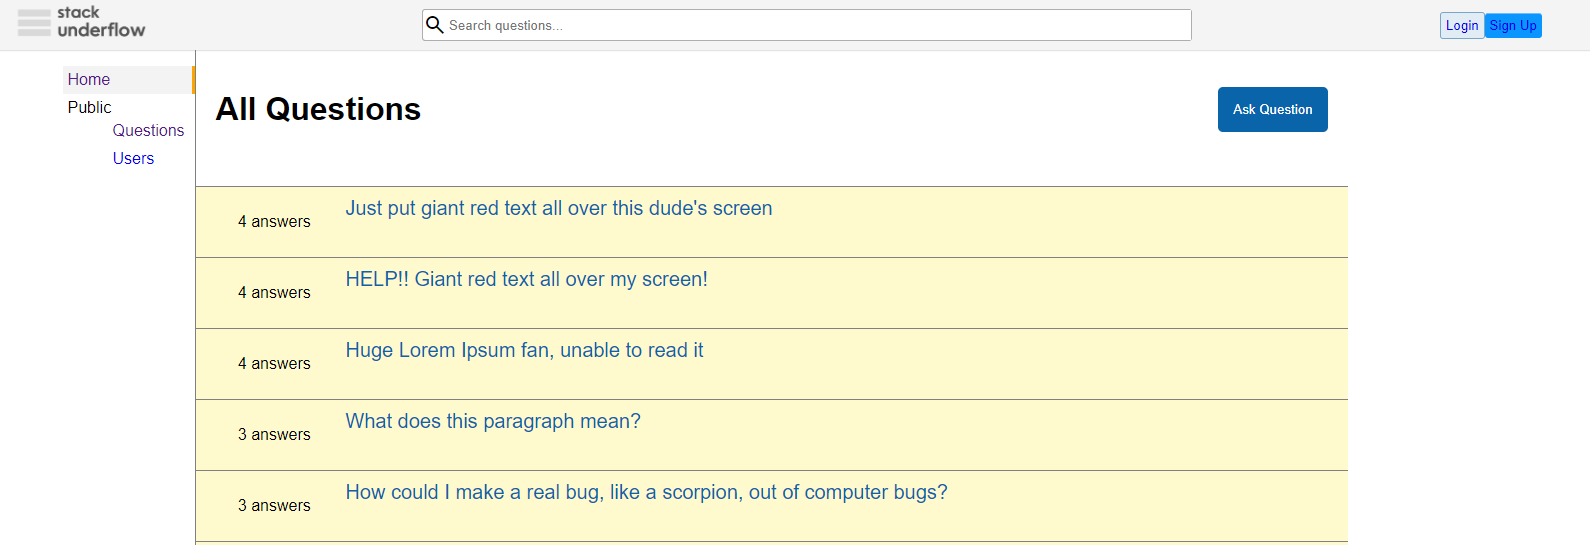 stack
underflow
Search questions...
Login
Sign Up
Home
Public
Questions
Users
All Questions
Ask Question
4 answers
Just put giant red text all over this dude's screen
4 answers
HELP!! Giant red text all over my screen!
4 answers
Huge Lorem Ipsum fan, unable to read it
3 answers
What does this paragraph mean?
3 answers
How could I make a real bug, like a scorpion, out of computer bugs?